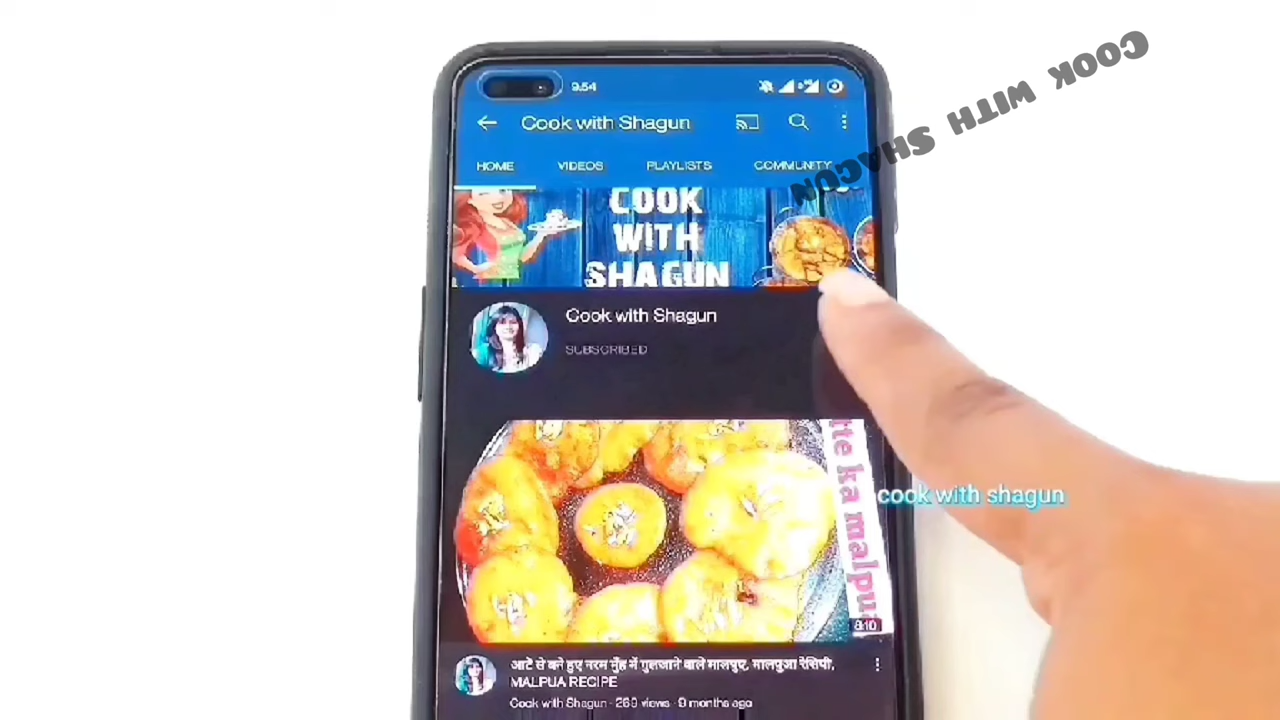 COOK WITH SHAGUN
9.54
Cook with Shagun
HOME VIDEOS PLAYLISTS COMMUNITY
COOK
WITH
SHAGUN
Cook with Shagun
SUBSCRIBED
tte ka malpu
cook with shagun
8:10
आटे से बने हुए नरम मुँह में घुलजाने वाले मालपुए, मालपुआ रेसिपी,
MALPUA RECIPE
Cook with Shagun · 269 views · 9 months ago